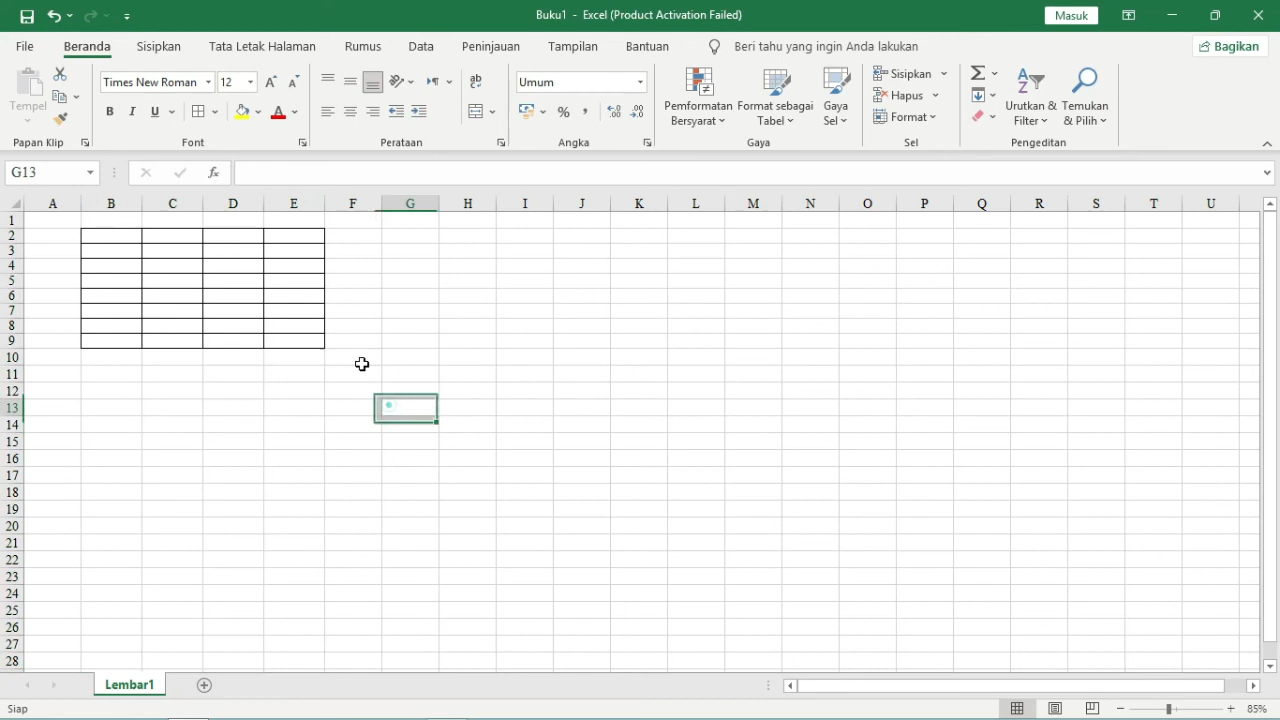 Buku1 - Excel (Product Activation Failed)
Masuk
File Beranda Sisipkan Tata Letak Halaman Rumus Data Peninjauan Tampilan Bantuan Beri tahu yang ingin Anda lakukan Bagikan
Tempel
Times New Roman 12
B I U
ab
Umum
% ,
Pemformatan Bersyarat
Format sebagai Tabel
Gaya Sel
Sisipkan
Hapus
Format
Urutkan & Filter
Temukan & Pilih
Papan Klip Font Perataan Angka Gaya Sel Pengeditan
G13 fx
A B C D E F G H I J K L M N O P Q R S T U
1
2
3
4
5
6
7
8
9
10
11
12
13
14
15
16
17
18
19
20
21
22
23
24
25
26
27
28
Lembar1
Siap 85%